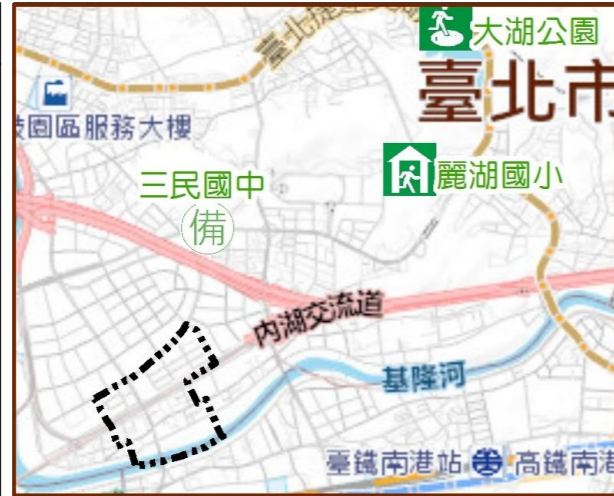 大湖公園
臺北市
園區服務大樓
麗湖國小
三民國中
備
內湖交流道
基隆河
臺鐵南港站 高鐵南港